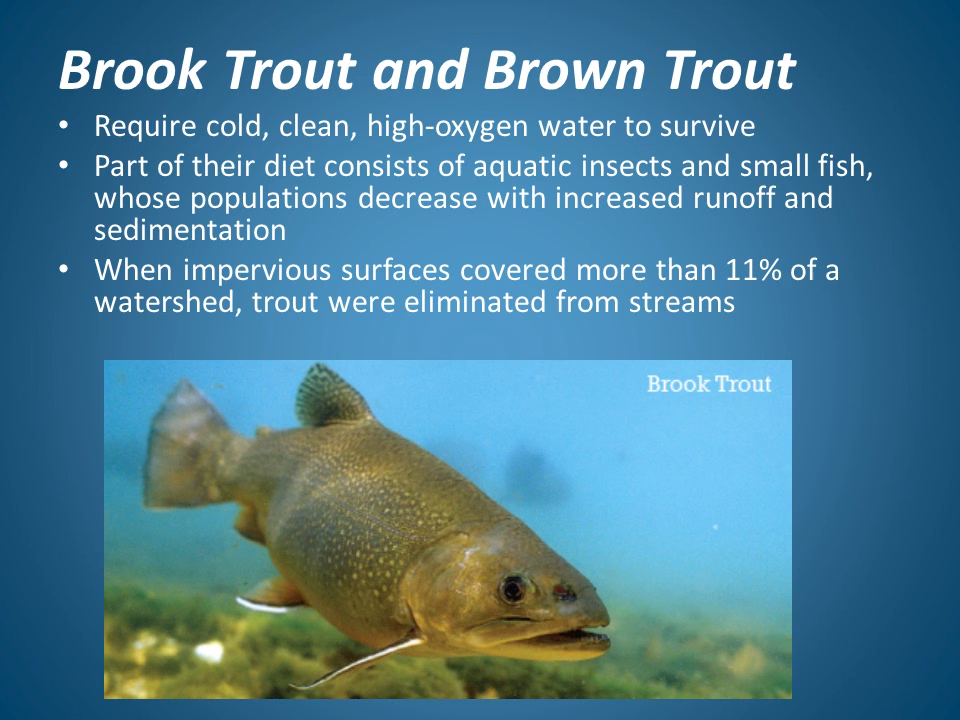 Brook Trout and Brown Trout
• Require cold, clean, high-oxygen water to survive
• Part of their diet consists of aquatic insects and small fish,
whose populations decrease with increased runoff and
sedimentation
• When impervious surfaces covered more than 11% of a
watershed, trout were eliminated from streams
Brook Trout